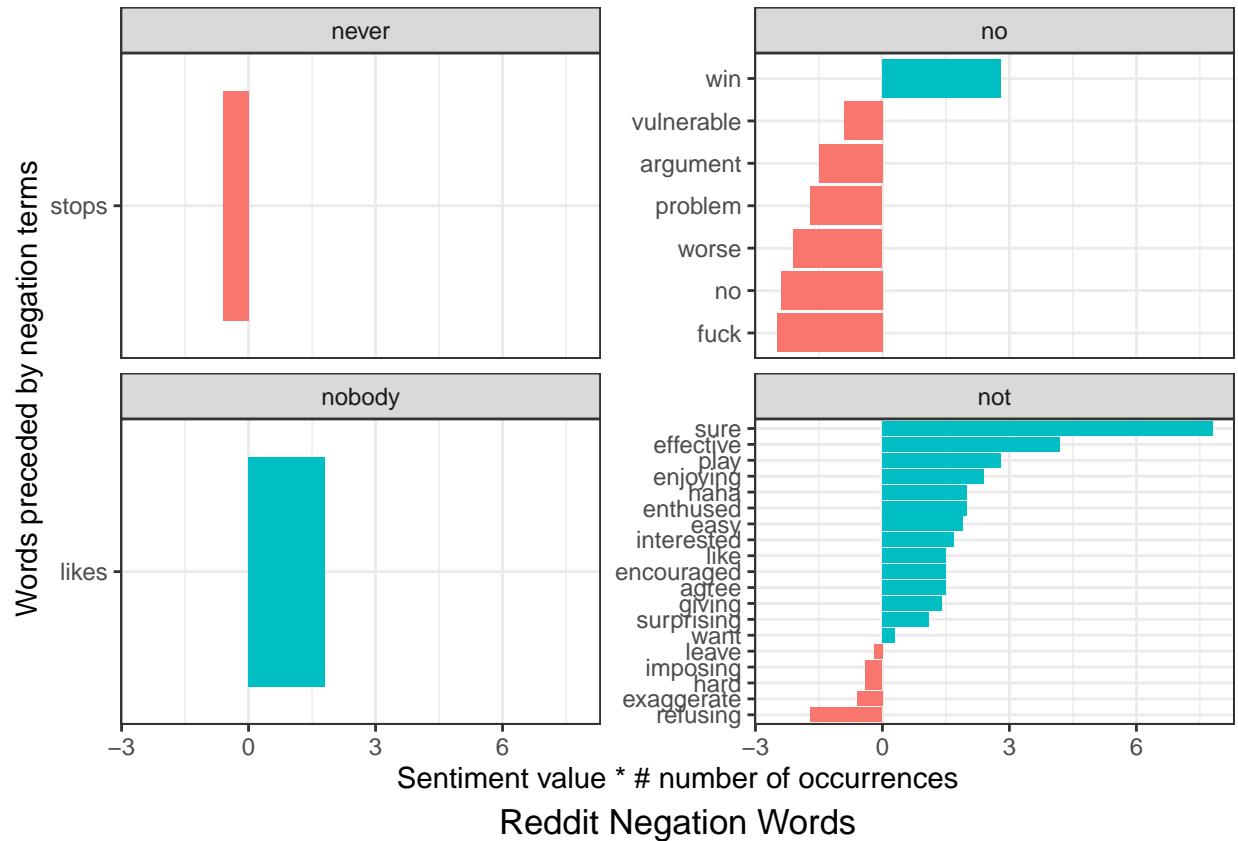 never
stops
no
win
vulnerable
argument
problem
worse
no
fuck
nobody
likes
not
sure
effective
play
enjoying
haha
enthused
easy
interested
like
encouraged
agree
giving
surprising
want
leave
imposing
hard
exaggerate
refusing
−3 0 3 6
−3 0 3 6
Words preceded by negation terms
Sentiment value * # number of occurrences
Reddit Negation Words